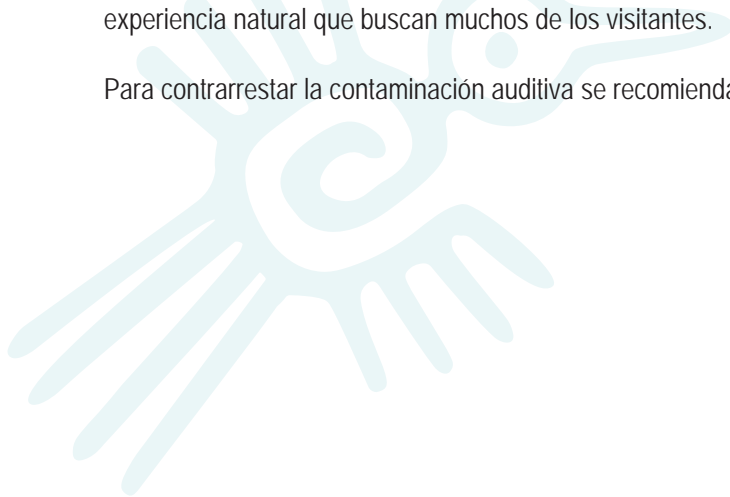 experiencia natural que buscan muchos de los visitantes.
Para contrarrestar la contaminación auditiva se recomienda